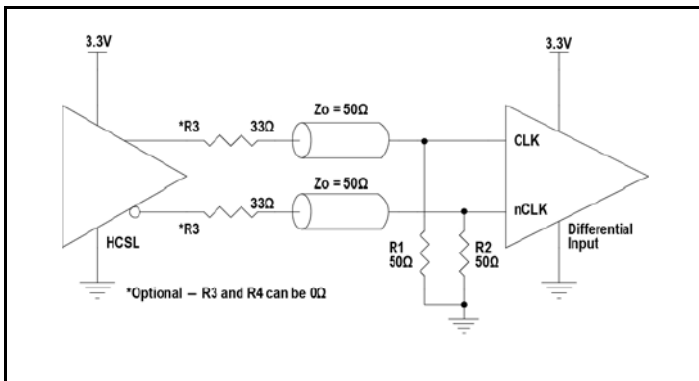 3.3V
3.3V
Zo = 50Ω
*R3
33Ω
CLK
Zo = 50Ω
nCLK
33Ω
*R3
HCSL
Differential
Input
R1
50Ω
R2
50Ω
*Optional – R3 and R4 can be 0Ω